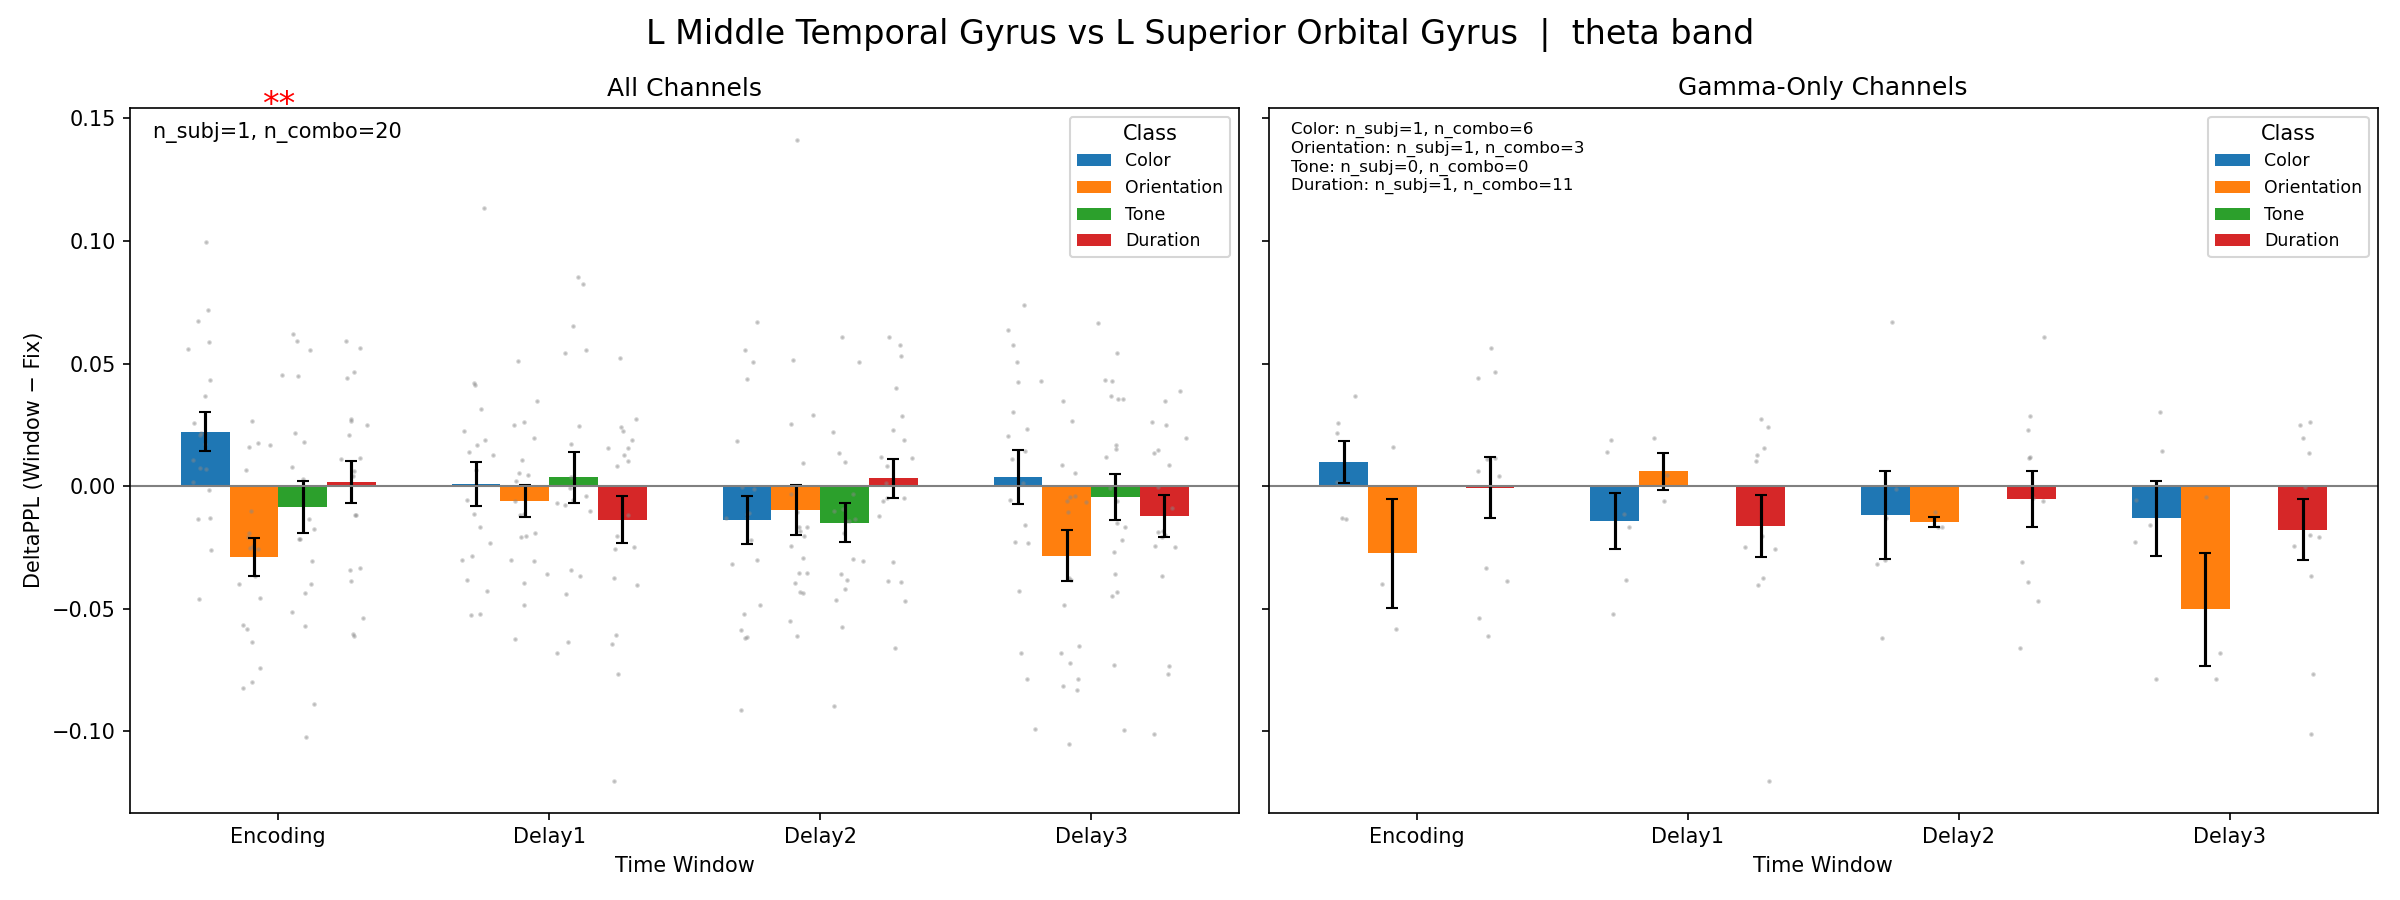 L Middle Temporal Gyrus vs L Superior Orbital Gyrus | theta band
All Channels
**
n_subj=1, n_combo=20
Class
Color
Orientation
Tone
Duration
0.15
0.10
0.05
0.00
−0.05
−0.10
DeltaPPL (Window − Fix)
Encoding
Delay1
Delay2
Delay3
Time Window
Gamma-Only Channels
Color: n_subj=1, n_combo=6
Orientation: n_subj=1, n_combo=3
Tone: n_subj=0, n_combo=0
Duration: n_subj=1, n_combo=11
Class
Color
Orientation
Tone
Duration
Encoding
Delay1
Delay2
Delay3
Time Window